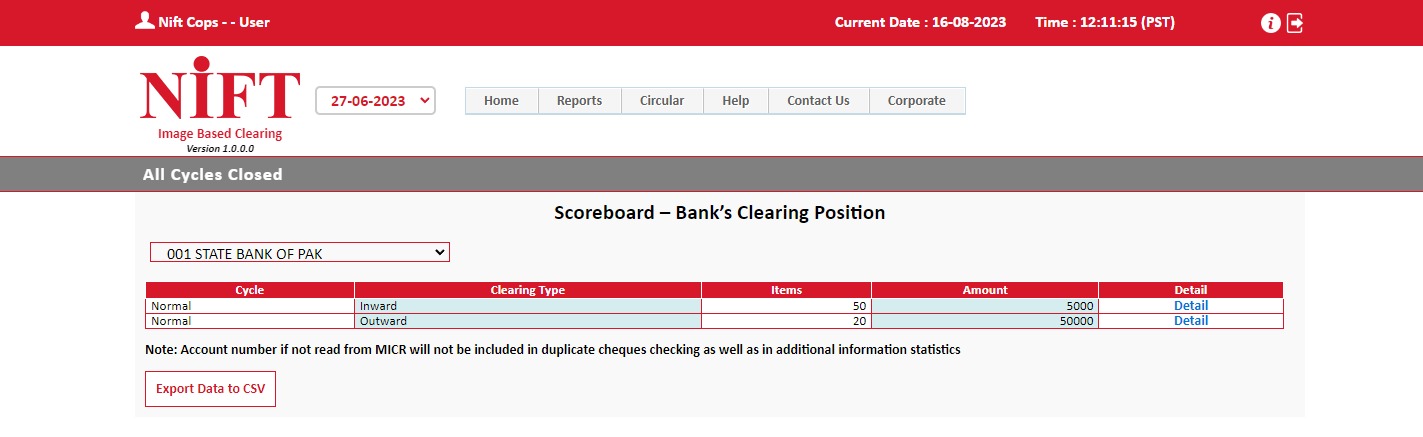 Nift Cops - - User Current Date : 16-08-2023 Time : 12:11:15 (PST)
NiFT
Image Based Clearing
Version 1.0.0.0
27-06-2023
Home Reports Circular Help Contact Us Corporate
All Cycles Closed
Scoreboard – Bank’s Clearing Position
001 STATE BANK OF PAK
Cycle Clearing Type Items Amount Detail
Normal Inward 50 5000 Detail
Normal Outward 20 50000 Detail
Note: Account number if not read from MICR will not be included in duplicate cheques checking as well as in additional information statistics
Export Data to CSV